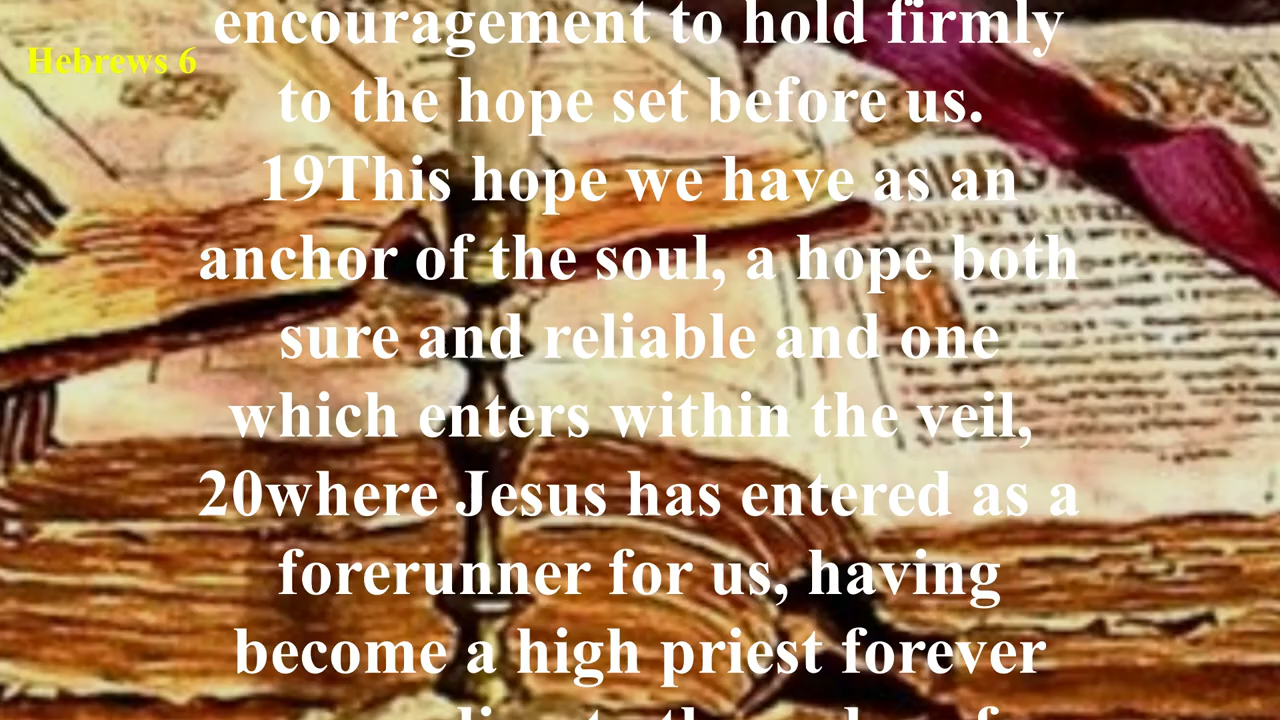 Hebrews 6
encouragement to hold firmly
to the hope set before us.
19This hope we have as an
anchor of the soul, a hope both
sure and reliable and one
which enters within the veil,
20where Jesus has entered as a
forerunner for us, having
become a high priest forever